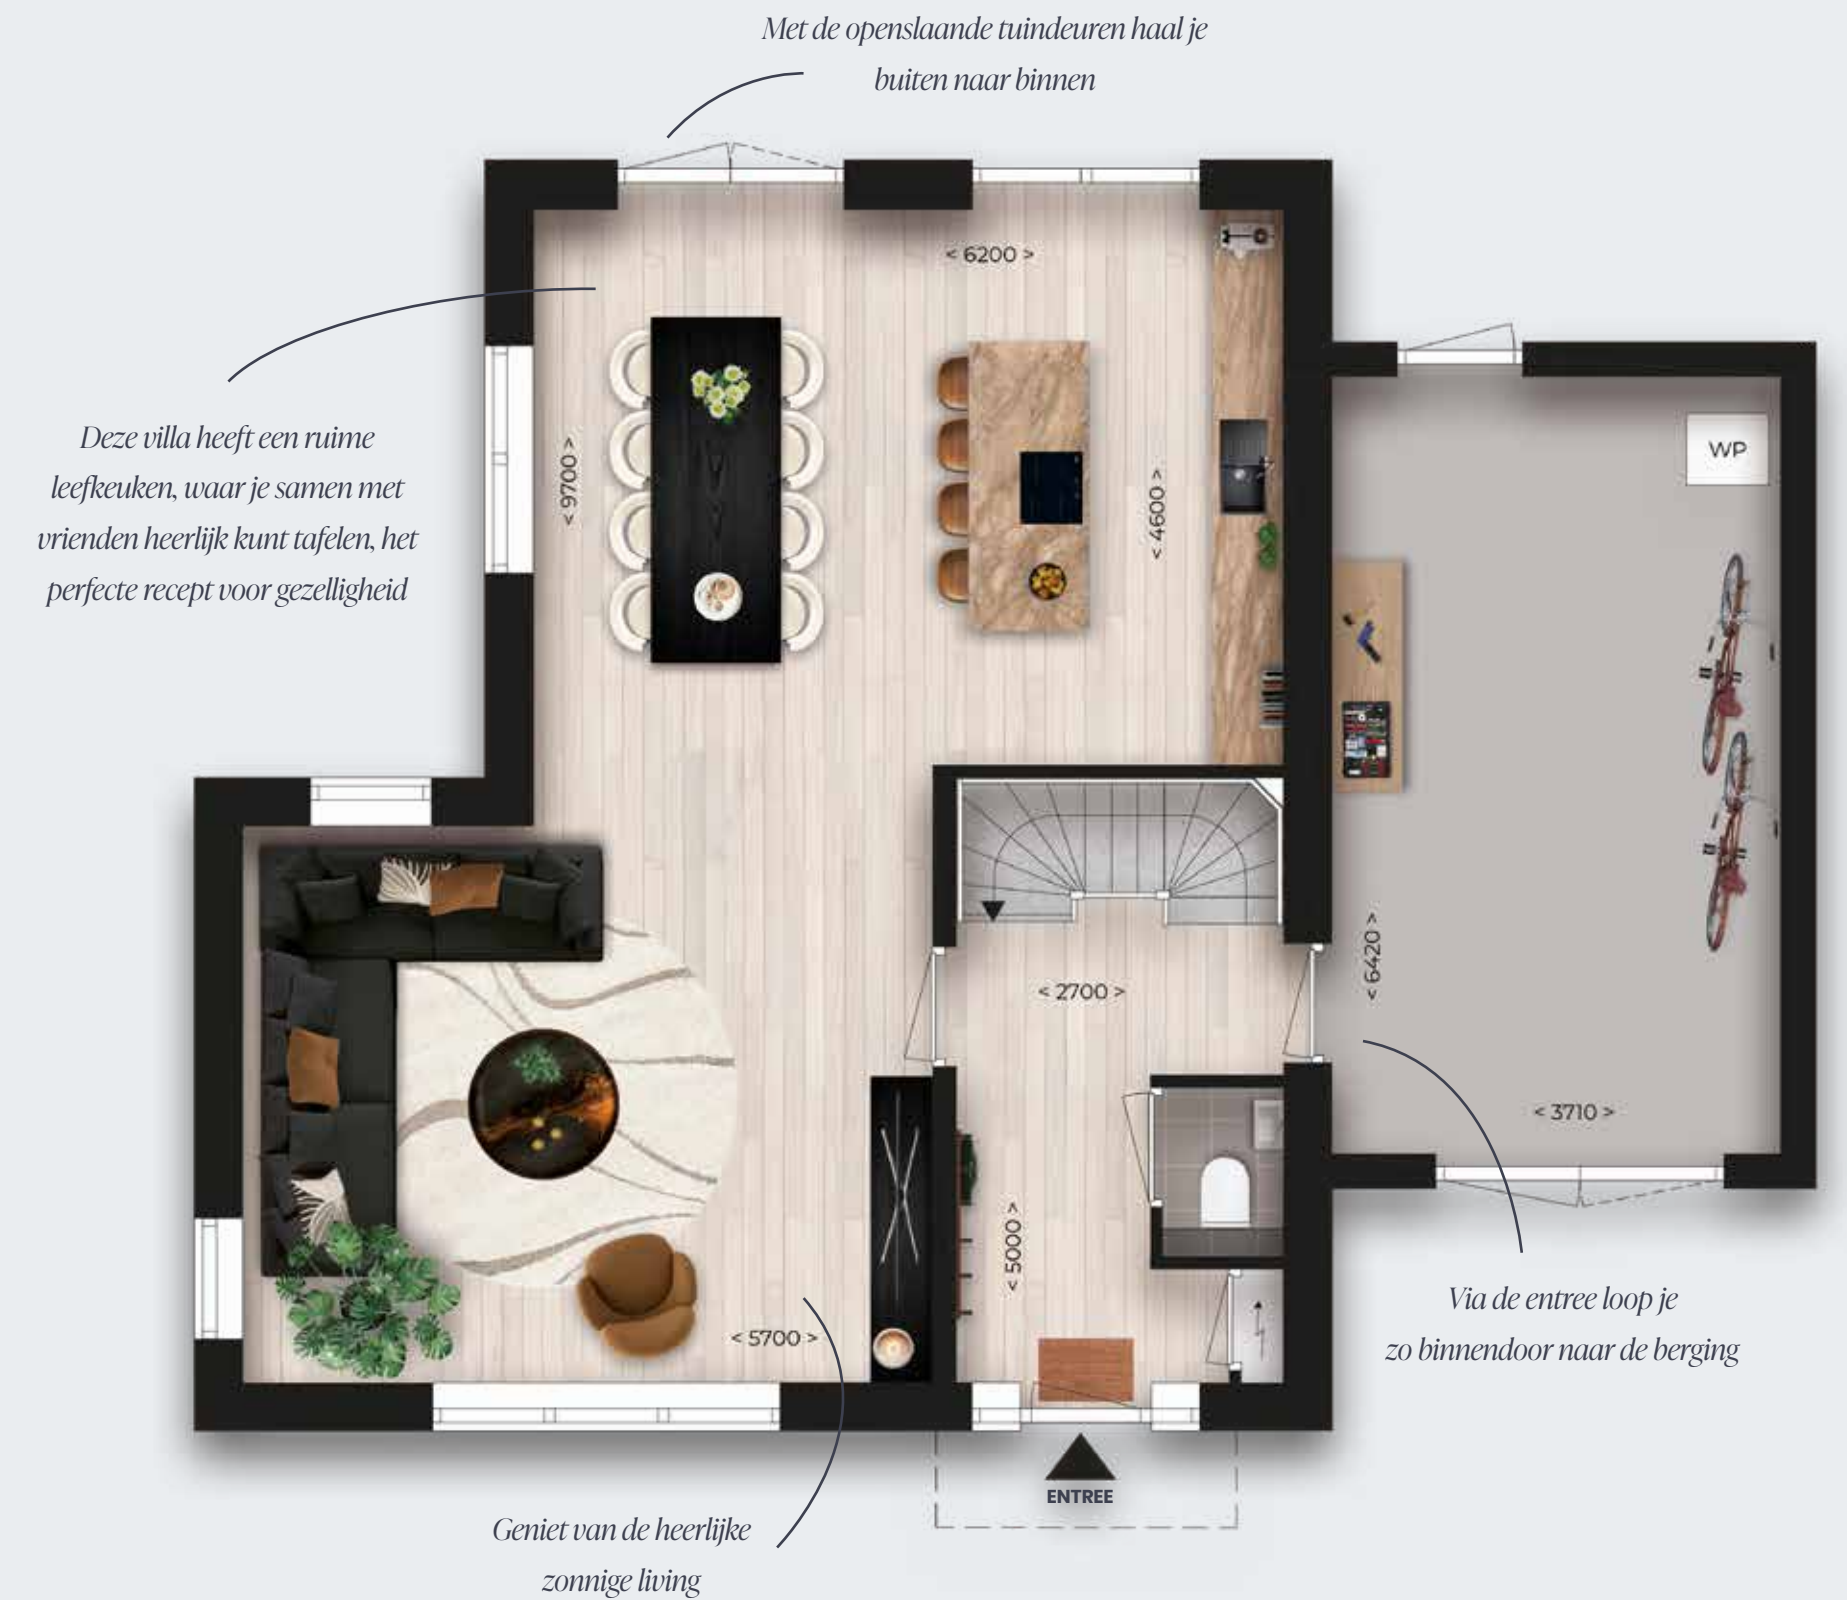 Met de openslaande tuindeuren haal je
buiten naar binnen
< 6200 >
Deze villa heeft een ruime
leefkeuken, waar je samen met
vrienden heerlijk kunt tafelen, het
perfecte recept voor gezelligheid
< 9700 >
< 4600 >
WP
< 6420 >
< 2700 >
< 3710 >
< 5000 >
< 5700 >
Via de entree loop je
zo binnendoor naar de berging
ENTREE
Geniet van de heerlijke
zonnige living